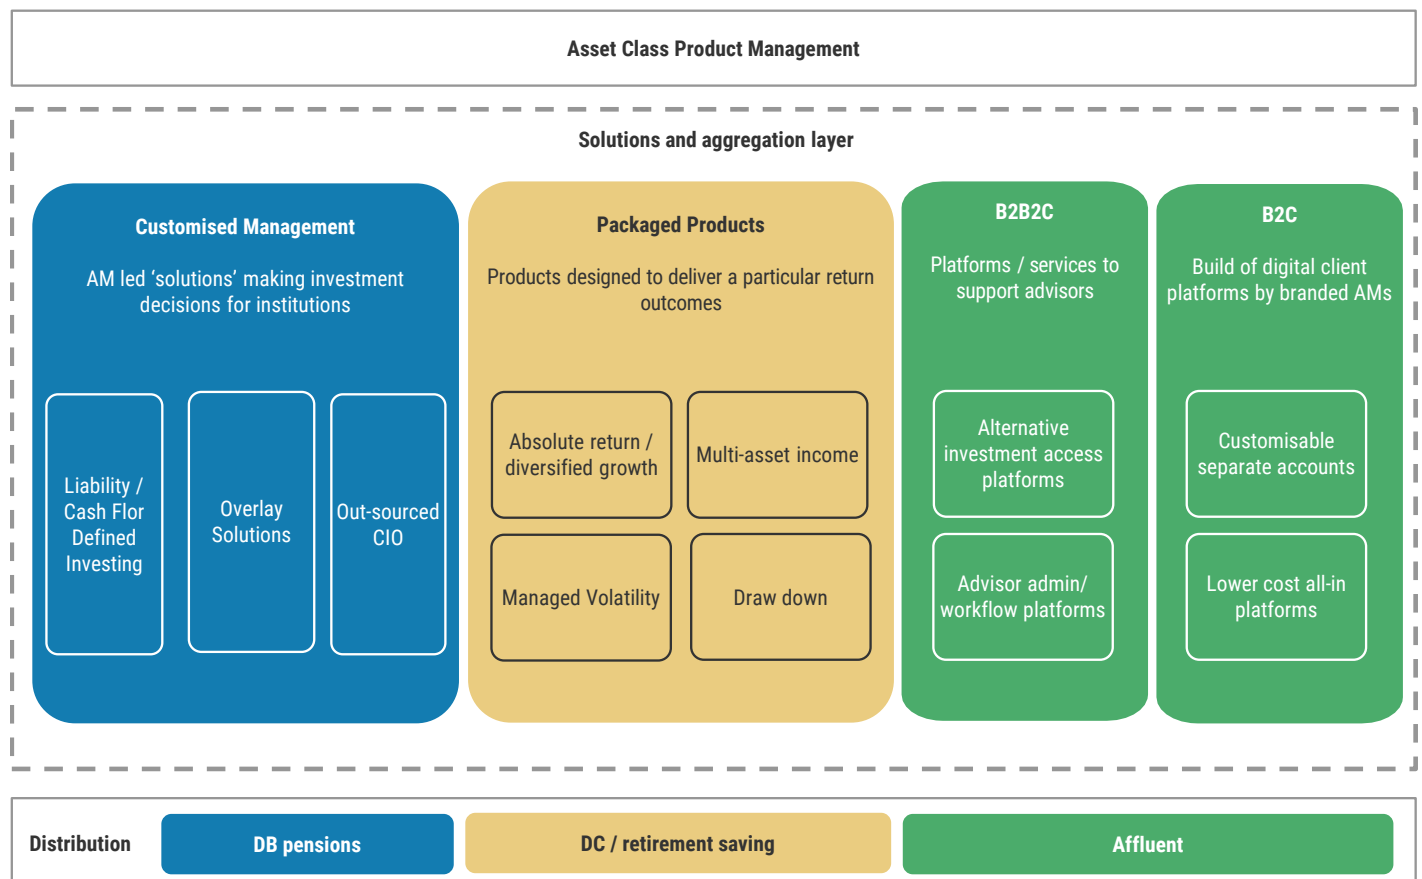 Asset Class Product Management
Solutions and aggregation layer
Customised Management
AM led ‘solutions’ making investment
decisions for institutions
Liability /
Cash Flor
Defined
Investing
Overlay
Solutions
Out-sourced
CIO
Packaged Products
Products designed to deliver a particular return
outcomes
Absolute return /
diversified growth
Multi-asset income
Managed Volatility
Draw down
B2B2C
Platforms / services to
support advisors
Alternative
investment access
platforms
Advisor admin/
workflow platforms
B2C
Build of digital client
platforms by branded AMs
Customisable
separate accounts
Lower cost all-in
platforms
Distribution
DB pensions
DC / retirement saving
Affluent